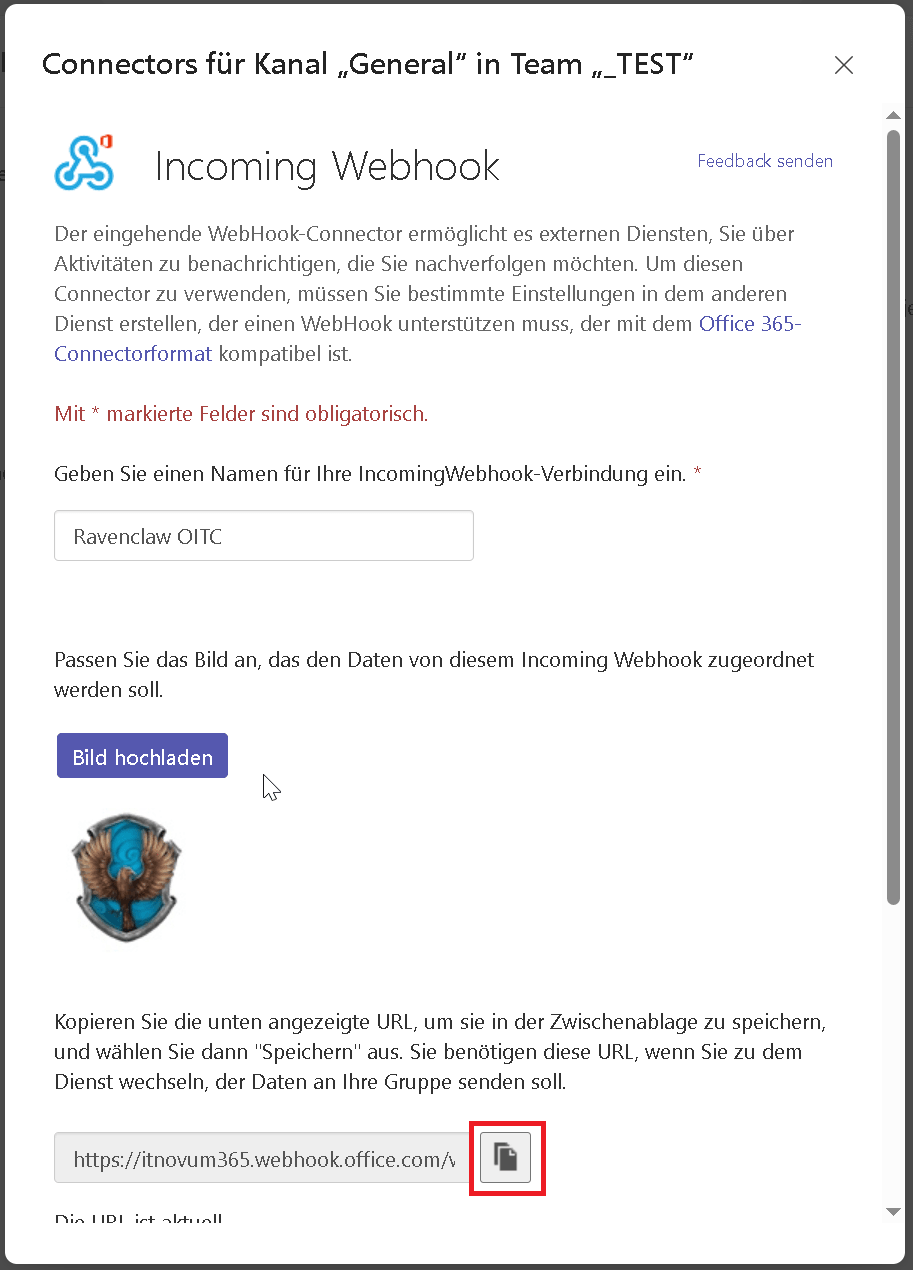 Connectors für Kanal „General“ in Team „_TEST“
Incoming Webhook
Feedback senden
Der eingehende WebHook-Connector ermöglicht es externen Diensten, Sie über
Aktivitäten zu benachrichtigen, die Sie nachverfolgen möchten. Um diesen
Connector zu verwenden, müssen Sie bestimmte Einstellungen in dem anderen
Dienst erstellen, der einen WebHook unterstützen muss, der mit dem Office 365-
Connectorformat kompatibel ist.
Mit * markierte Felder sind obligatorisch.
Geben Sie einen Namen für Ihre IncomingWebhook-Verbindung ein. *
Ravenclaw OITC
Passen Sie das Bild an, das den Daten von diesem Incoming Webhook zugeordnet
werden soll.
Bild hochladen
Kopieren Sie die unten angezeigte URL, um sie in der Zwischenablage zu speichern,
und wählen Sie dann "Speichern" aus. Sie benötigen diese URL, wenn Sie zu dem
Dienst wechseln, der Daten an Ihre Gruppe senden soll.
https://itnovum365.webhook.office.com/
Die URL ist aktuell